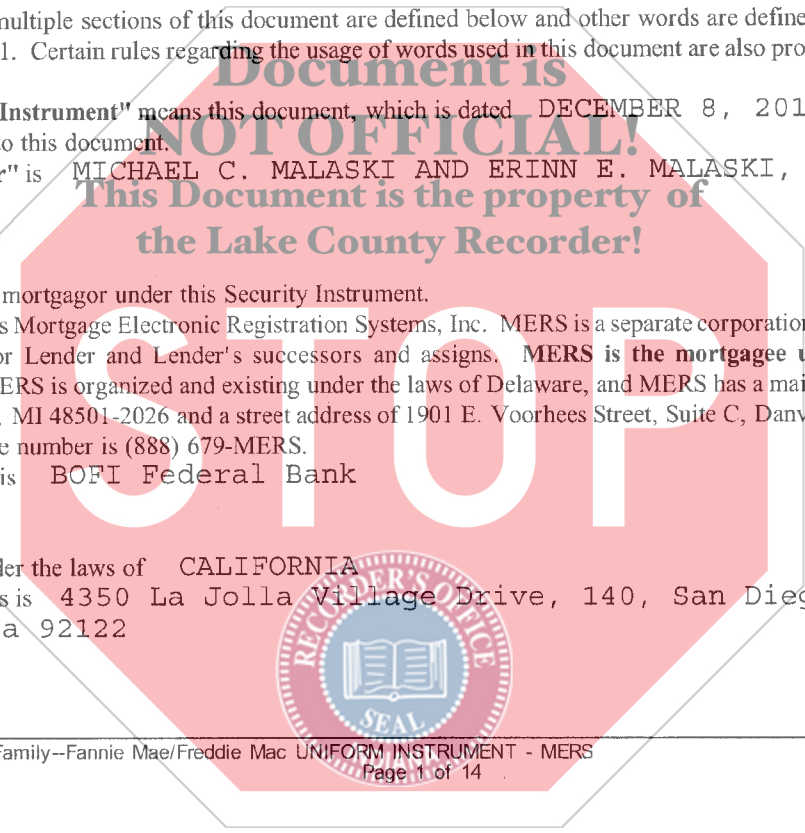 multiple sections of this document are defined below and other words are define
1. Certain rules regarding the usage of words used in this document are also pro
Document is
Instrument" means this document, which is dated DECEMBER 8, 201
NOT OFFICIAL!
o this document.
r" is MICHAEL C. MALASKI AND ERINN E. MALASKI,
This Document is the property of
the Lake County Recorder!
mortgagor under this Security Instrument.
s Mortgage Electronic Registration Systems, Inc. MERS is a separate corporation
or Lender and Lender's successors and assigns. MERS is the mortgagee u
MERS is organized and existing under the laws of Delaware, and MERS has a mai
, MI 48501-2026 and a street address of 1901 E. Voorhees Street, Suite C, Danv
e number is (888) 679-MERS.
is BOFI Federal Bank
STOP
der the laws of CALIFORNIA
s is 4350 La Jolla Village Drive, 140, San Dieg
a 92122
RECORDER'S OFFICE
SEAL
INDIANA
Family--Fannie Mae/Freddie Mac UNIFORM INSTRUMENT - MERS
Page 1 of 14